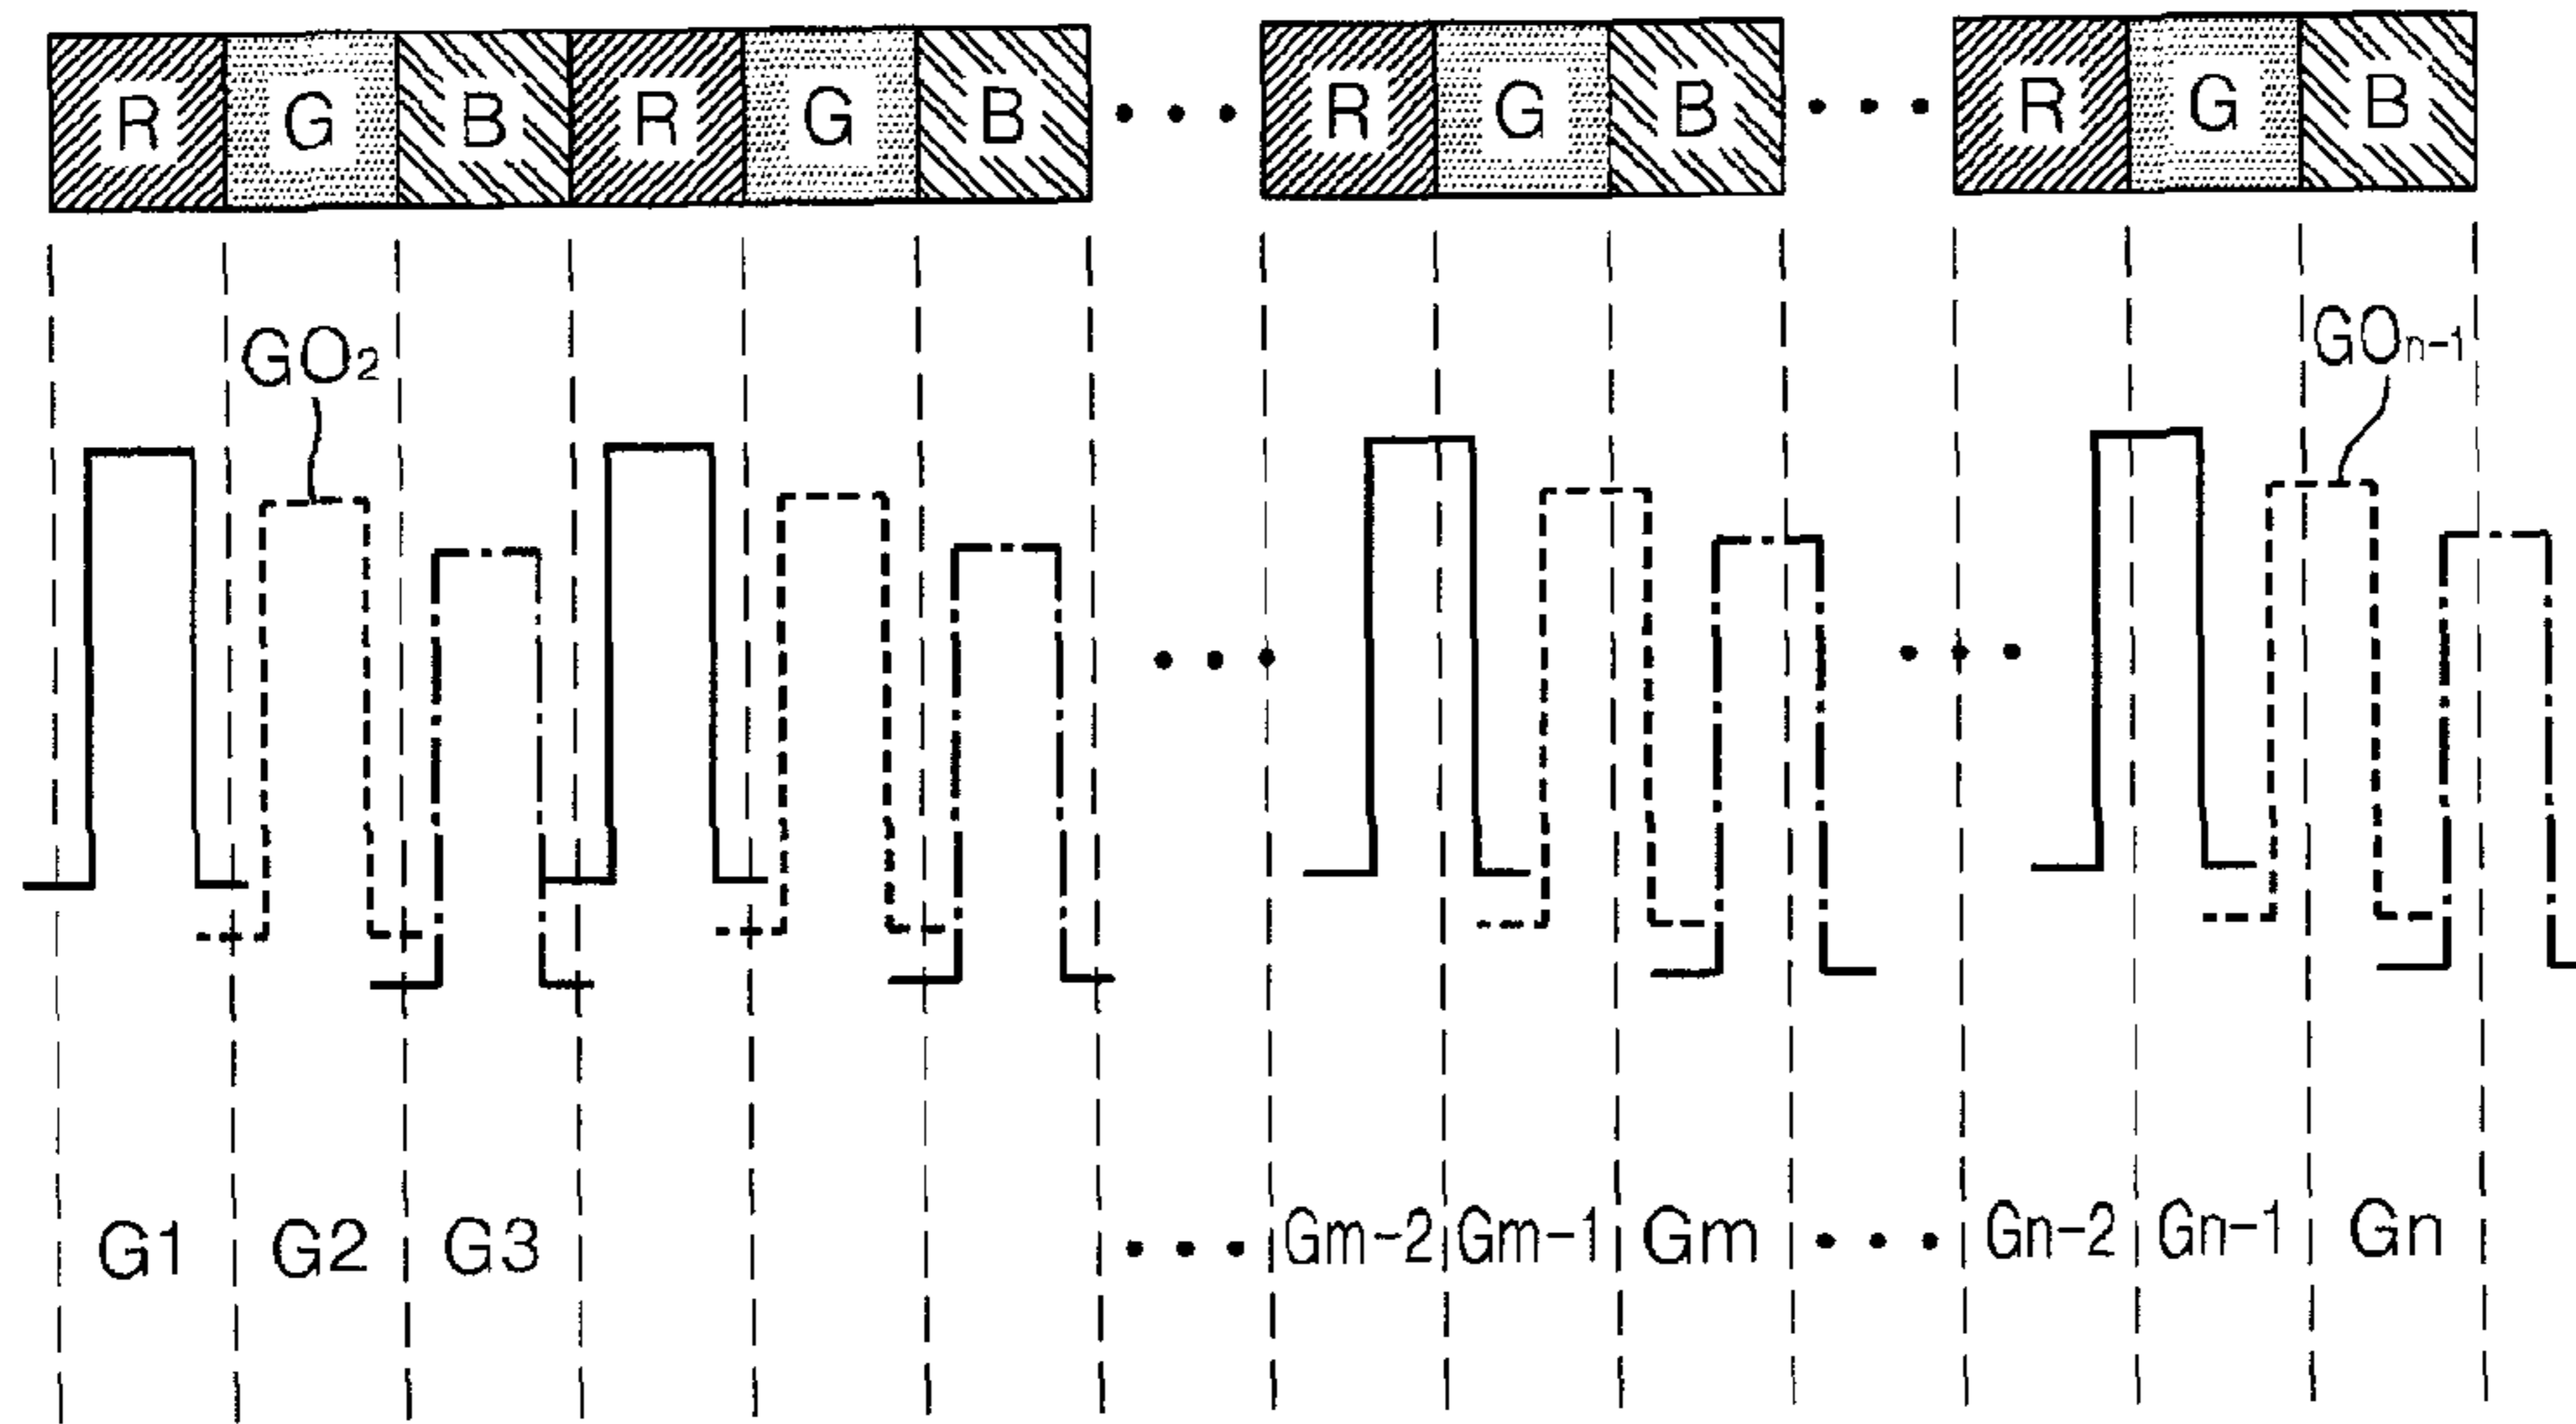 R G B R G B • • • R G B • • • R G B
GO₂ GOₙ₋₁
• • • • • •
G1 G2 G3 • • • Gm-2 Gm-1 Gm • • • Gn-2 Gn-1 Gn